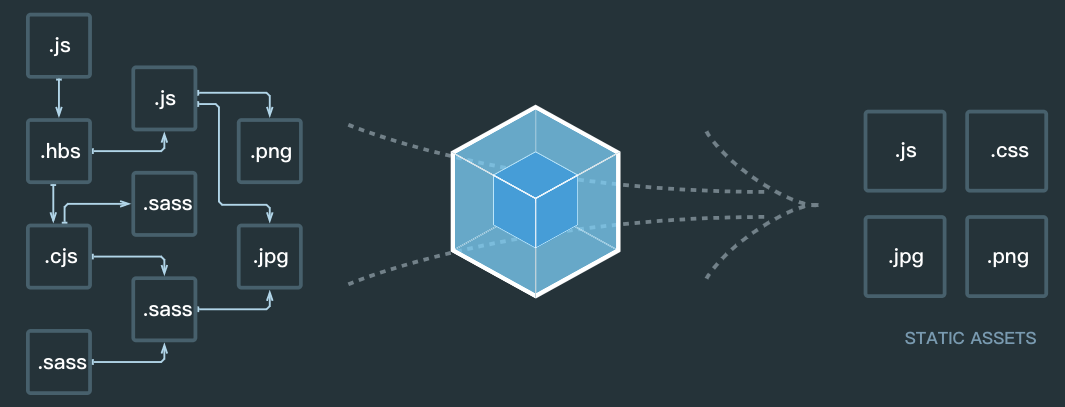 .js
.js
.hbs
.png
.sass
.cjs
.jpg
.sass
.sass
.js
.css
.jpg
.png
STATIC ASSETS